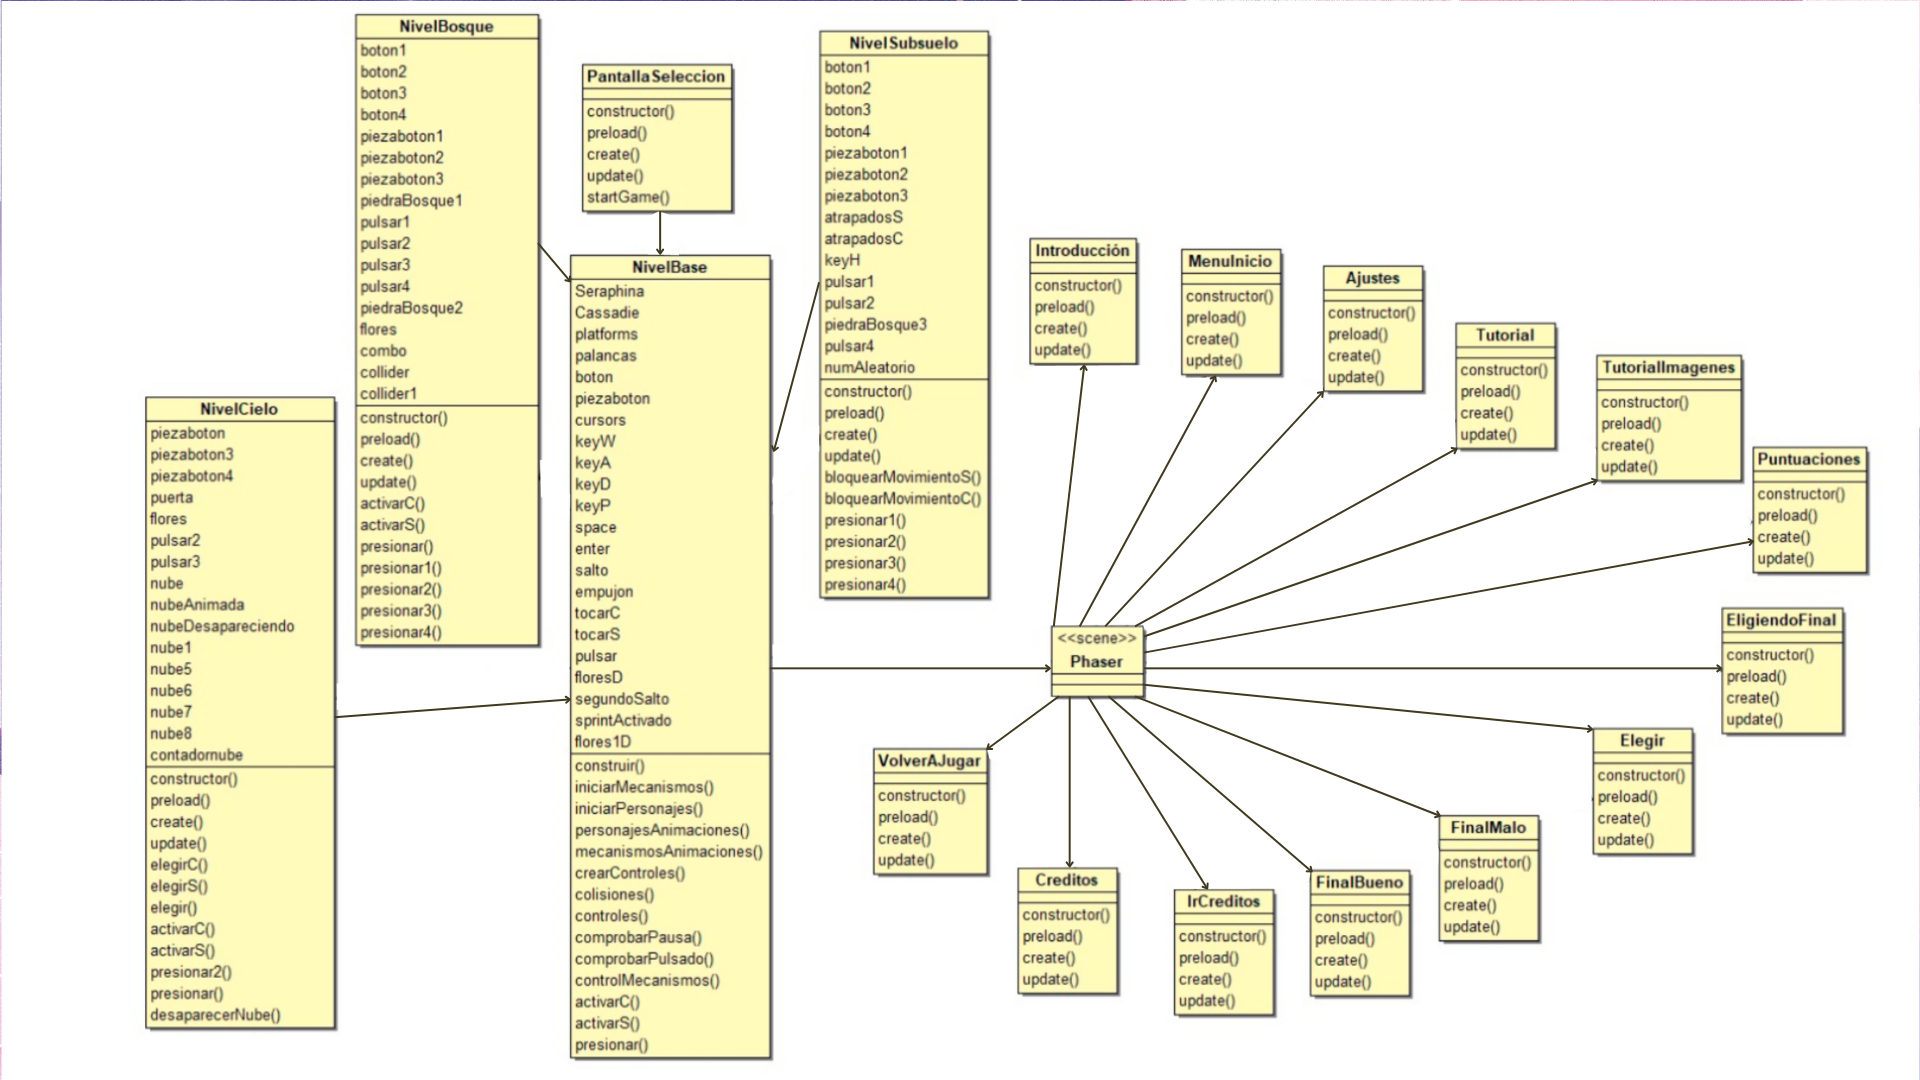 NivelBosque
boton1
boton2
boton3
boton4
piezaboton1
piezaboton2
piezaboton3
piedraBosque1
pulsar1
pulsar2
pulsar3
pulsar4
piedraBosque2
flores
combo
collider
collider1
constructor()
preload()
create()
update()
activarC()
activarS()
presionar()
presionar1()
presionar2()
presionar3()
presionar4()
PantallaSeleccion
constructor()
preload()
create()
update()
startGame()
NivelSubsuelo
boton1
boton2
boton3
boton4
piezaboton1
piezaboton2
piezaboton3
atrapadosS
atrapadosC
keyH
pulsar1
pulsar2
piedraBosque3
pulsar4
numAleatorio
constructor()
preload()
create()
update()
bloquearMovimientoS()
bloquearMovimientoC()
presionar1()
presionar2()
presionar3()
presionar4()
NivelCielo
piezaboton
piezaboton3
piezaboton4
puerta
flores
pulsar2
pulsar3
nube
nubeAnimada
nubeDesapareciendo
nube1
nube5
nube6
nube7
nube8
contadornube
constructor()
preload()
create()
update()
elegirC()
elegirS()
elegir()
activarC()
activarS()
presionar2()
presionar()
desaparecerNube()
NivelBase
Seraphina
Cassadie
platforms
palancas
boton
piezaboton
cursors
keyW
keyA
keyD
keyP
space
enter
salto
empujon
tocarC
tocarS
pulsar
floresD
segundoSalto
sprintActivado
flores1D
construir()
iniciarMecanismos()
iniciarPersonajes()
personajesAnimaciones()
mecanismosAnimaciones()
crearControles()
colisiones()
controles()
comprobarPausa()
comprobarPulsado()
controlMecanismos()
activarC()
activarS()
presionar()
Introducción
constructor()
preload()
create()
update()
MenuInicio
constructor()
preload()
create()
update()
Ajustes
constructor()
preload()
create()
update()
Tutorial
constructor()
preload()
create()
update()
TutorialImagenes
constructor()
preload()
create()
update()
Puntuaciones
constructor()
preload()
create()
update()
<<scene>>
Phaser
EligiendoFinal
constructor()
preload()
create()
update()
Elegir
constructor()
preload()
create()
update()
FinalMalo
constructor()
preload()
create()
update()
FinalBueno
constructor()
preload()
create()
update()
IrCreditos
constructor()
preload()
create()
update()
Creditos
constructor()
preload()
create()
update()
VolverAJugar
constructor()
preload()
create()
update()